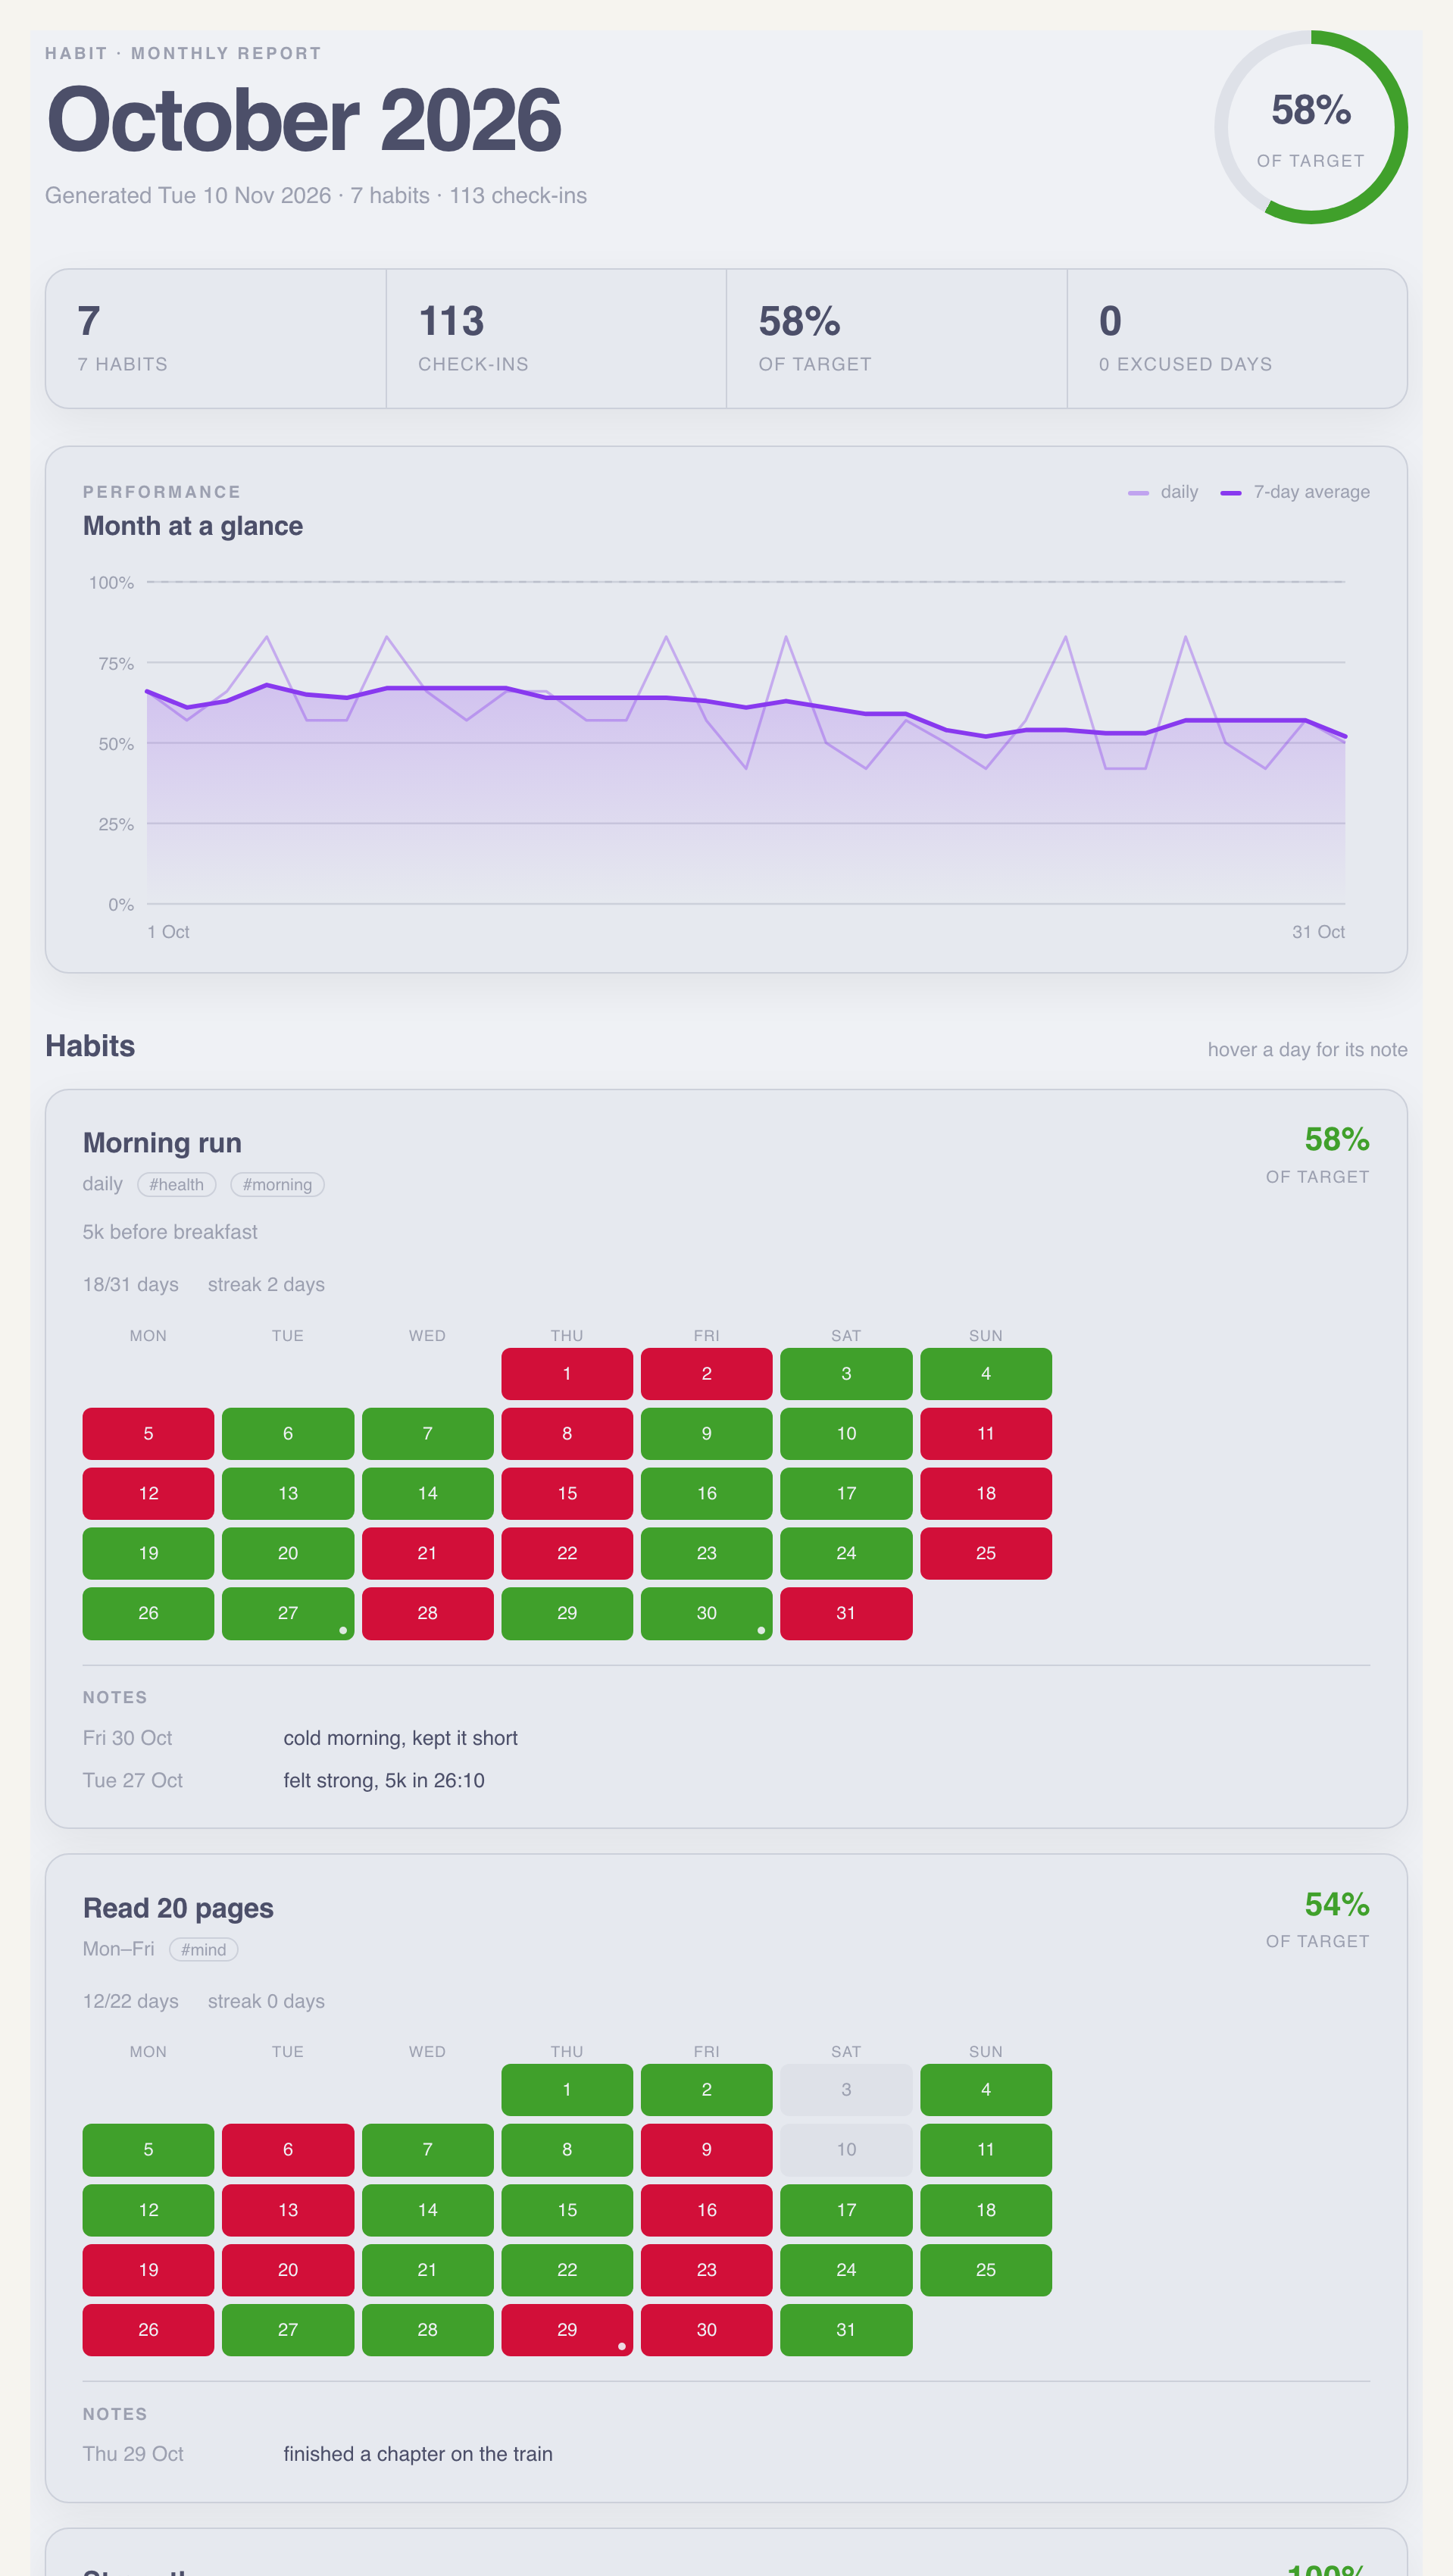 HABIT · MONTHLY REPORT
October 2026
Generated Tue 10 Nov 2026 · 7 habits · 113 check-ins
58%
OF TARGET
7
7 HABITS
113
CHECK-INS
58%
OF TARGET
0
0 EXCUSED DAYS
PERFORMANCE
daily 7-day average
Month at a glance
100%
75%
50%
25%
0%
1 Oct 31 Oct
Habits
hover a day for its note
Morning run
58%
OF TARGET
daily #health #morning
5k before breakfast
18/31 days streak 2 days
MON TUE WED THU FRI SAT SUN
1 2 3 4
5 6 7 8 9 10 11
12 13 14 15 16 17 18
19 20 21 22 23 24 25
26 27 28 29 30 31
NOTES
Fri 30 Oct cold morning, kept it short
Tue 27 Oct felt strong, 5k in 26:10
Read 20 pages
54%
OF TARGET
Mon–Fri #mind
12/22 days streak 0 days
MON TUE WED THU FRI SAT SUN
1 2 3 4
5 6 7 8 9 10 11
12 13 14 15 16 17 18
19 20 21 22 23 24 25
26 27 28 29 30 31
NOTES
Thu 29 Oct finished a chapter on the train
100%